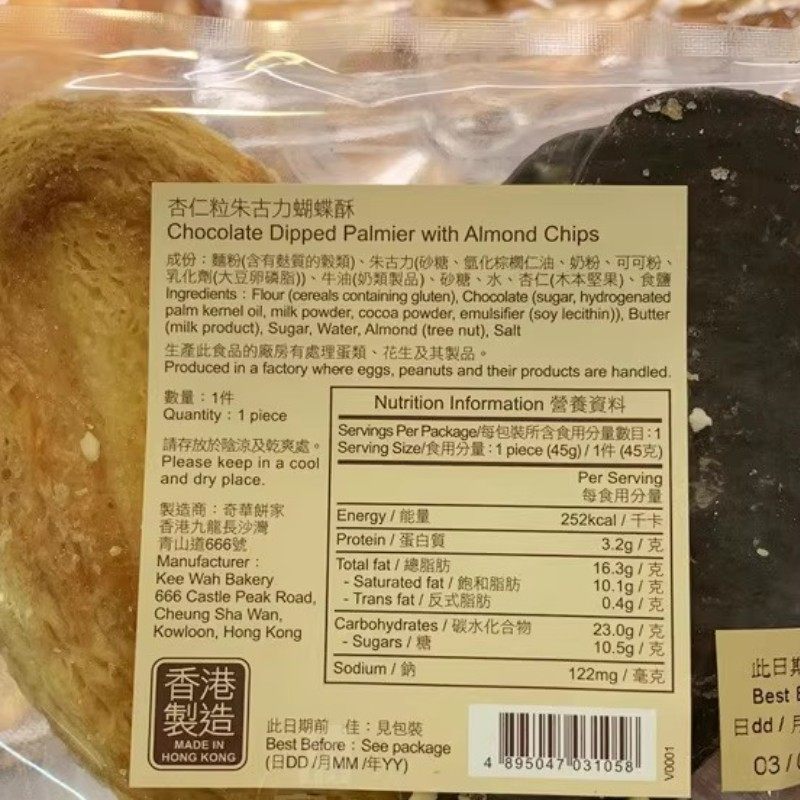 杏仁粒朱古力蝴蝶酥
Chocolate Dipped Palmier with Almond Chips
成份：麵粉(含有麩質的穀類)、朱古力(砂糖、氫化棕櫚仁油、奶粉、可可粉、
乳化劑(大豆卵磷脂))、牛油(奶類製品)、砂糖、水、杏仁(木本堅果)、食鹽
Ingredients : Flour (cereals containing gluten), Chocolate (sugar, hydrogenated
palm kernel oil, milk powder, cocoa powder, emulsifier (soy lecithin)), Butter
(milk product), Sugar, Water, Almond (tree nut), Salt
生產此食品的廠房有處理蛋類、花生及其製品。
Produced in a factory where eggs, peanuts and their products are handled.
數量：1件
Quantity : 1 piece
請存放於陰涼及乾爽處。
Please keep in a cool
and dry place.
製造商：奇華餅家
香港九龍長沙灣
青山道666號
Manufacturer :
Kee Wah Bakery
666 Castle Peak Road,
Cheung Sha Wan,
Kowloon, Hong Kong
香港
製造
MADE IN
HONG KONG
Nutrition Information 營養資料
Servings Per Package/每包裝所含食用分量數目：1
Serving Size/食用分量：1 piece (45g) / 1件 (45克)
Per Serving
每食用分量
Energy / 能量 252kcal / 千卡
Protein / 蛋白質 3.2g / 克
Total fat / 總脂肪 16.3g / 克
- Saturated fat / 飽和脂肪 10.1g / 克
- Trans fat / 反式脂肪 0.4g / 克
Carbohydrates / 碳水化合物 23.0g / 克
- Sugars / 糖 10.5g / 克
Sodium / 鈉 122mg / 毫克
此日期前 佳：見包裝
Best Before : See package
(日DD /月MM /年YY)
4 895047 031058
V0001
此日期
Best
日dd / 月
03 /